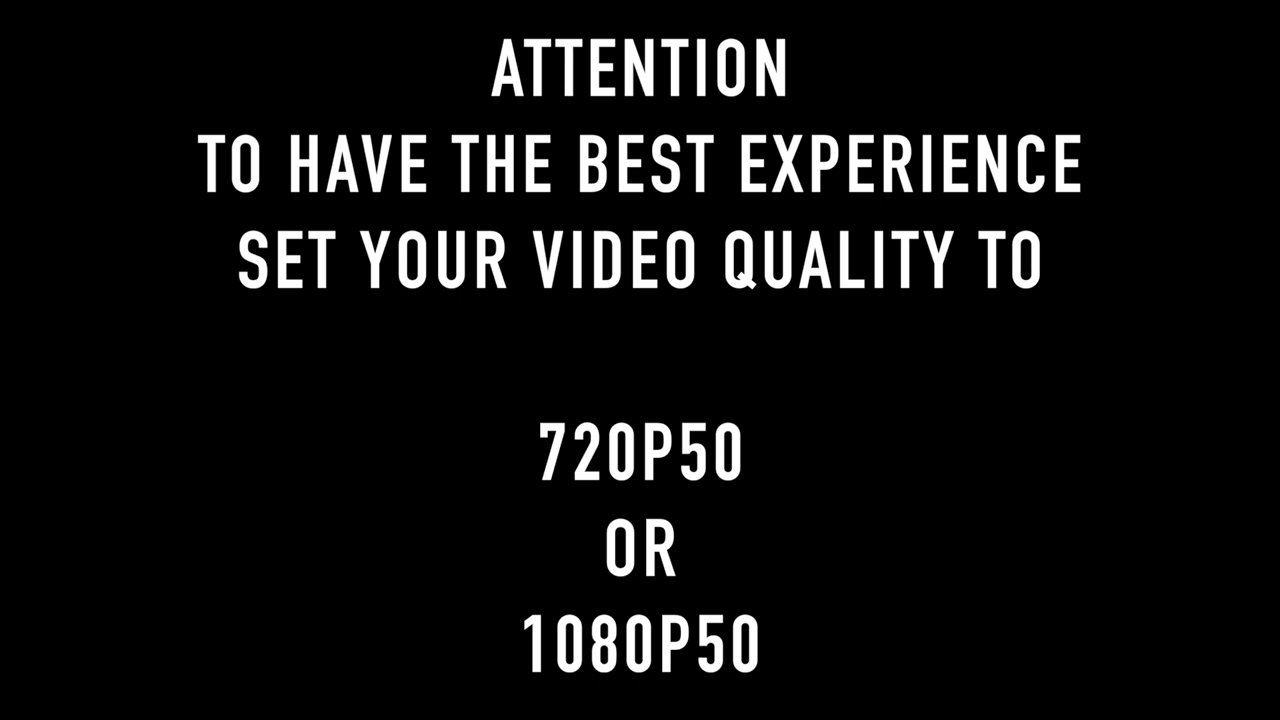 ATTENTION
TO HAVE THE BEST EXPERIENCE
SET YOUR VIDEO QUALITY TO
720P50
OR
1080P50